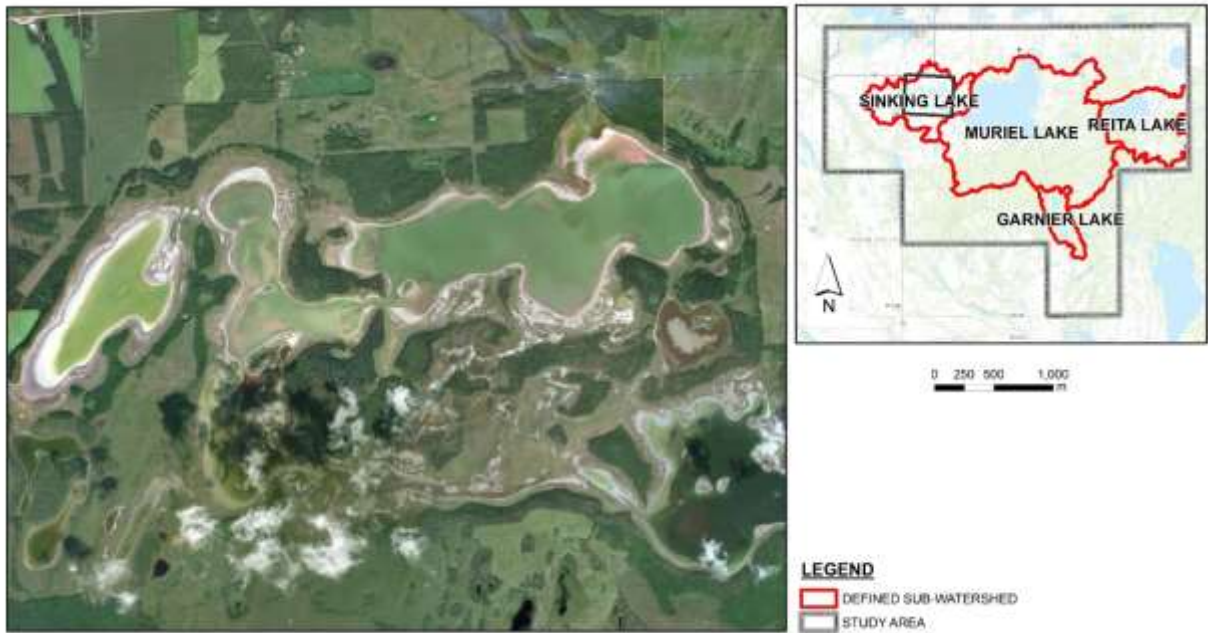 SINKING LAKE
MURIEL LAKE
REITA LAKE
GARNIER LAKE
N
0 250 500 1,000
m
LEGEND
DEFINED SUB-WATERSHED
STUDY AREA